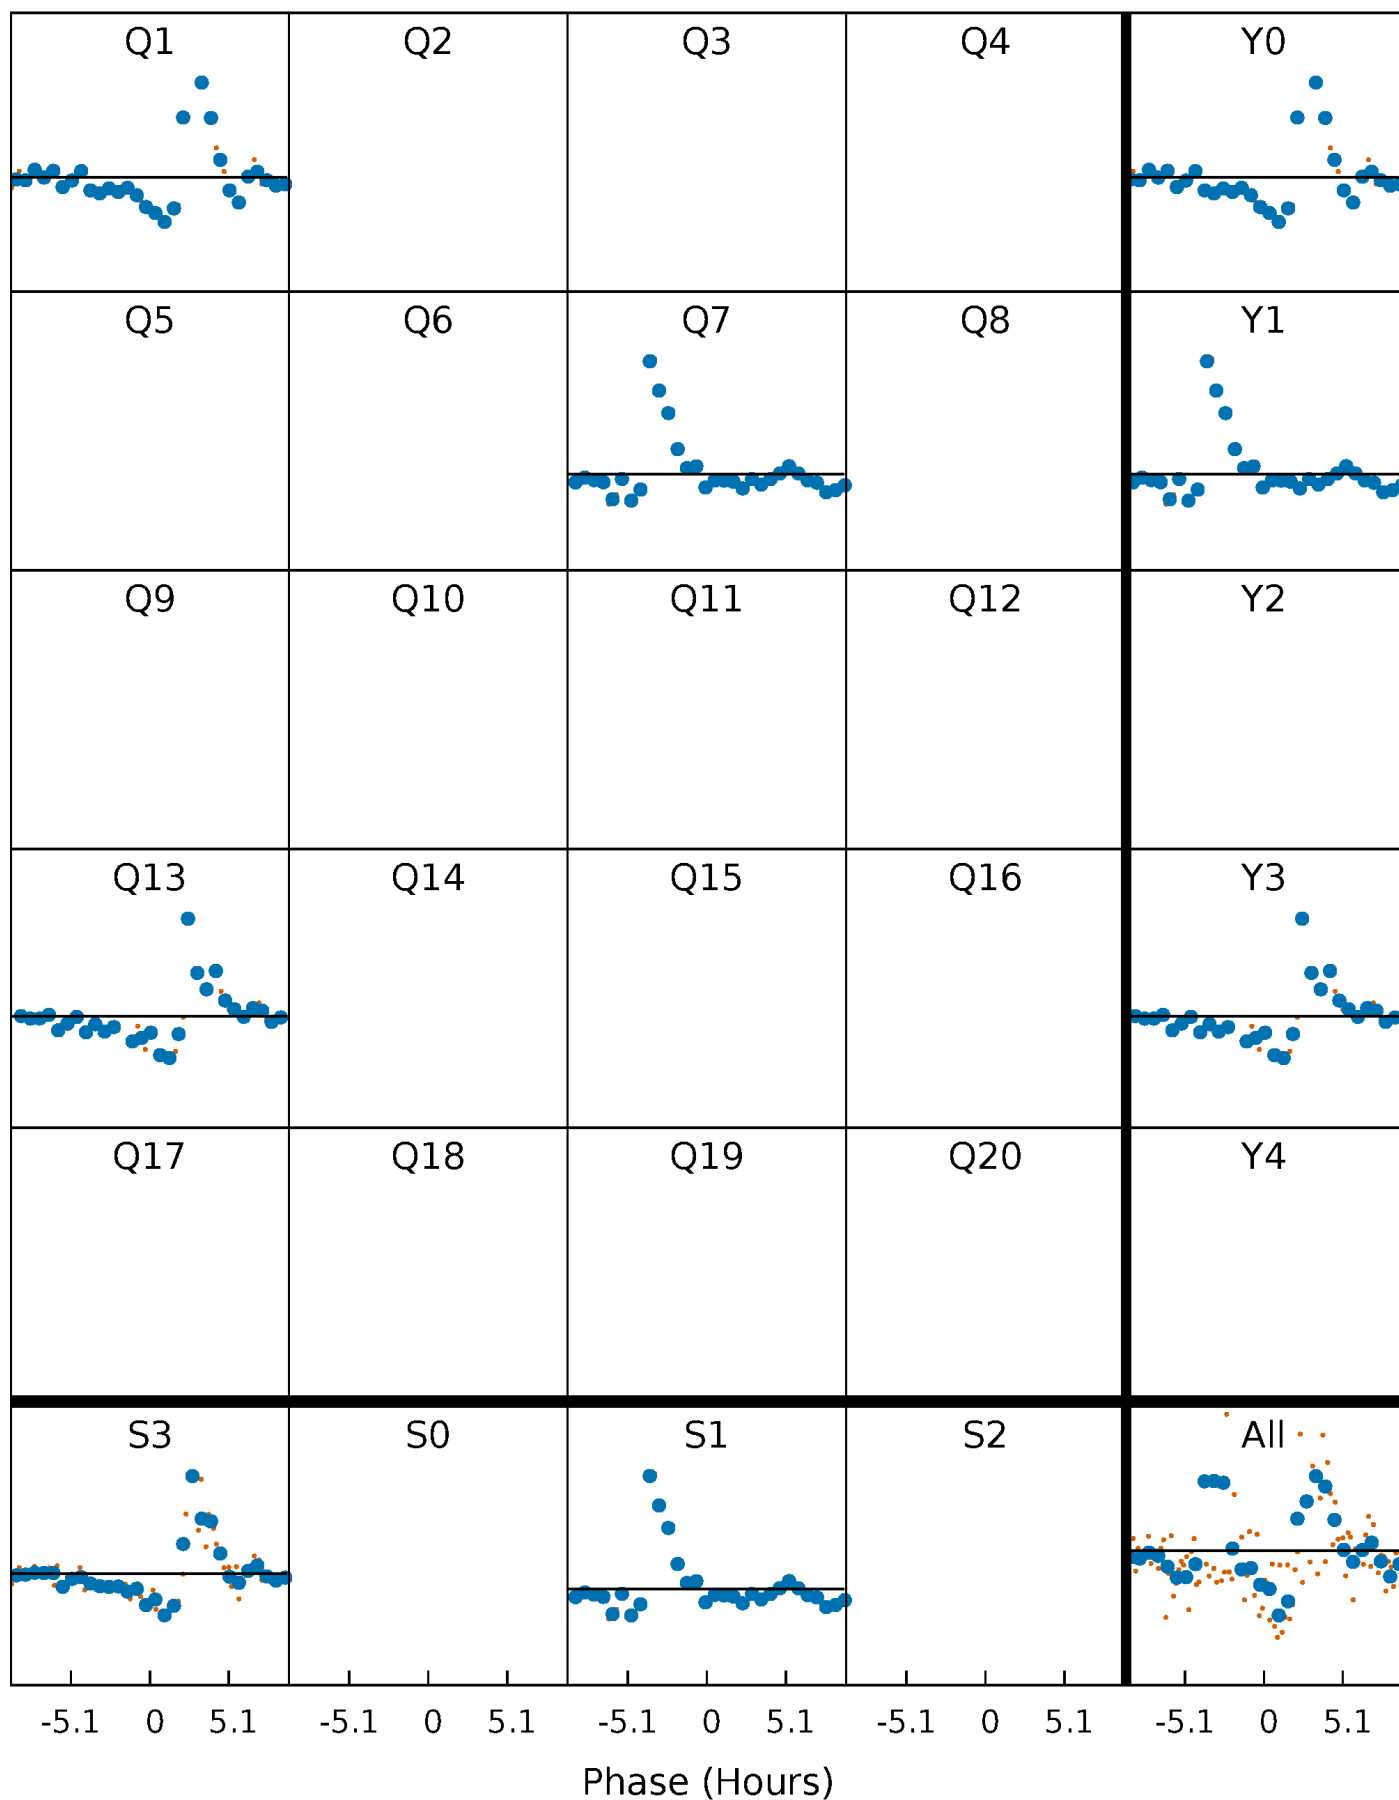 Q1 Q2 Q3 Q4 Y0
Q5 Q6 Q7 Q8 Y1
Q9 Q10 Q11 Q12 Y2
Q13 Q14 Q15 Q16 Y3
Q17 Q18 Q19 Q20 Y4
S3 S0 S1 S2 All
-5.1 0 5.1 -5.1 0 5.1 -5.1 0 5.1 -5.1 0 5.1 -5.1 0 5.1
Phase (Hours)